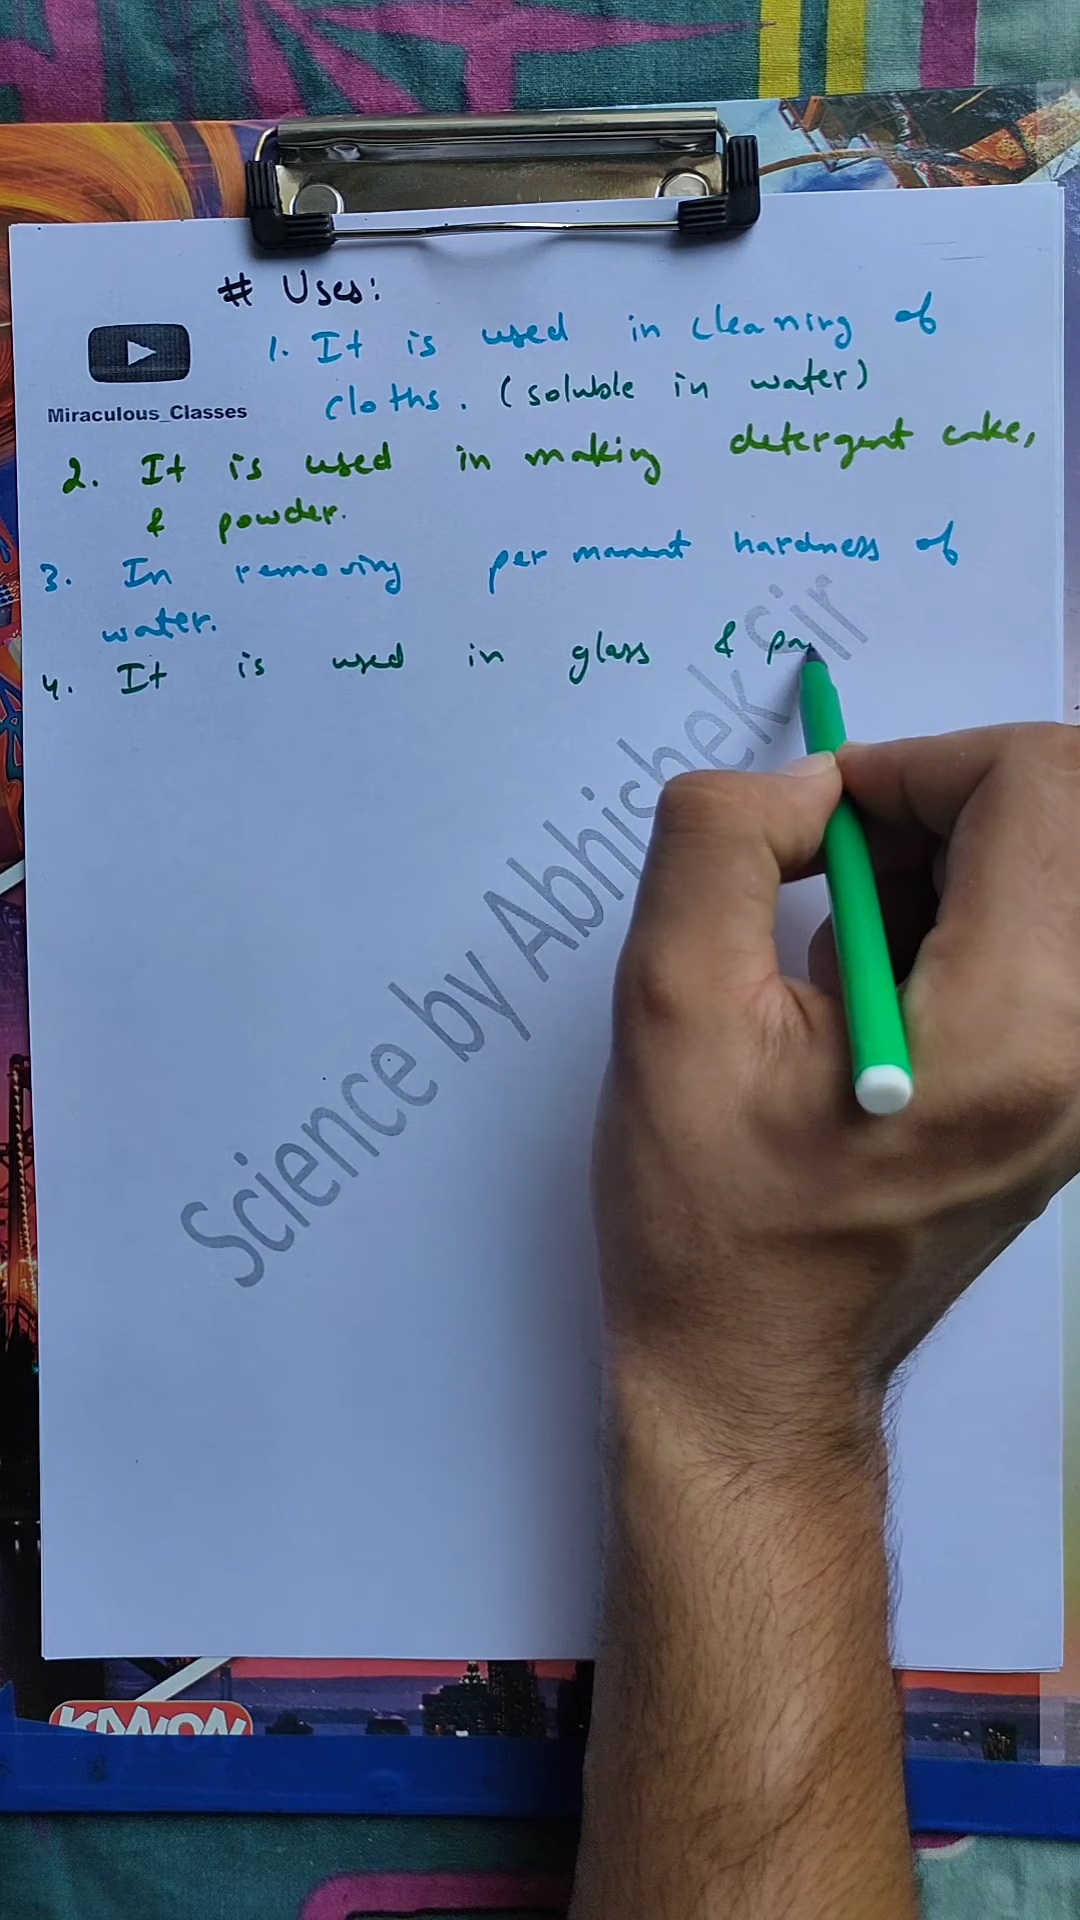 # Uses:
1. It is used in cleaning of
Miraculous_Classes
cloths. (soluble in water)
2. It is used in making detergent cake,
& powder.
3. In removing permanent hardness of
water.
4. It is used in glass & pa
Science by Abhishek Sir